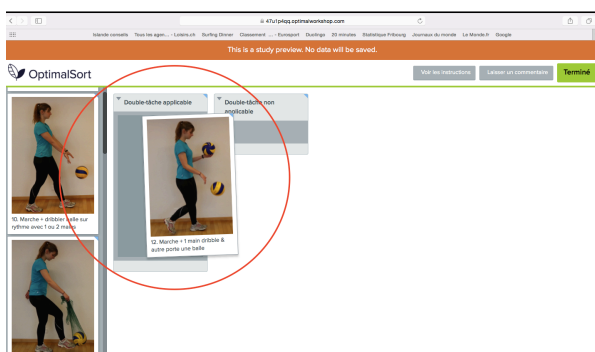 47u1p4qq.optimalworkshop.com
Islande conseils Tous les agen... - Loisirs.ch Surfing Dinner Classement ... - Eurosport Duolingo 20 minutes Statistique Fribourg Journaux du monde Le Monde.fr Google
This is a study preview. No data will be saved.
OptimalSort
Voir les instructions Laisser un commentaire Terminé
Double-tâche applicable
Double-tâche non
applicable
10. Marche + dribbler balle sur
rythme avec 1 ou 2 mains
12. Marche + 1 main dribble &
autre porte une balle